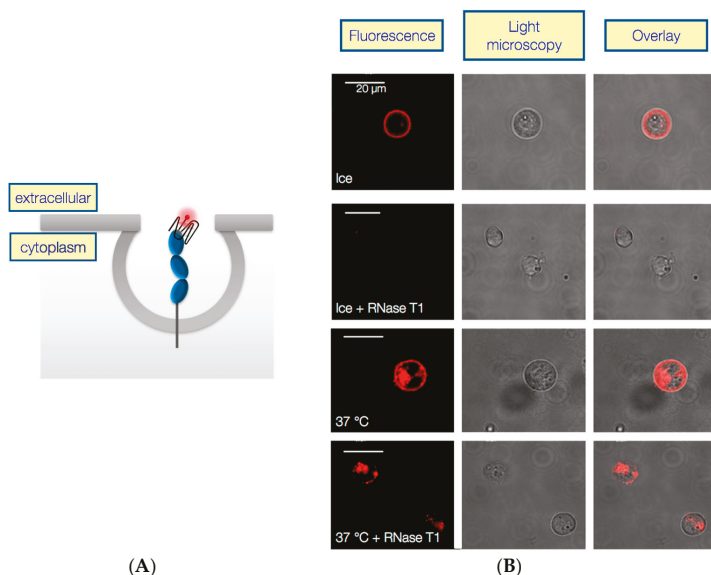 Fluorescence
Light
microscopy
Overlay
20 µm
Ice
extracellular
cytoplasm
Ice + RNase T1
37 °C
37 °C + RNase T1
(A)
(B)